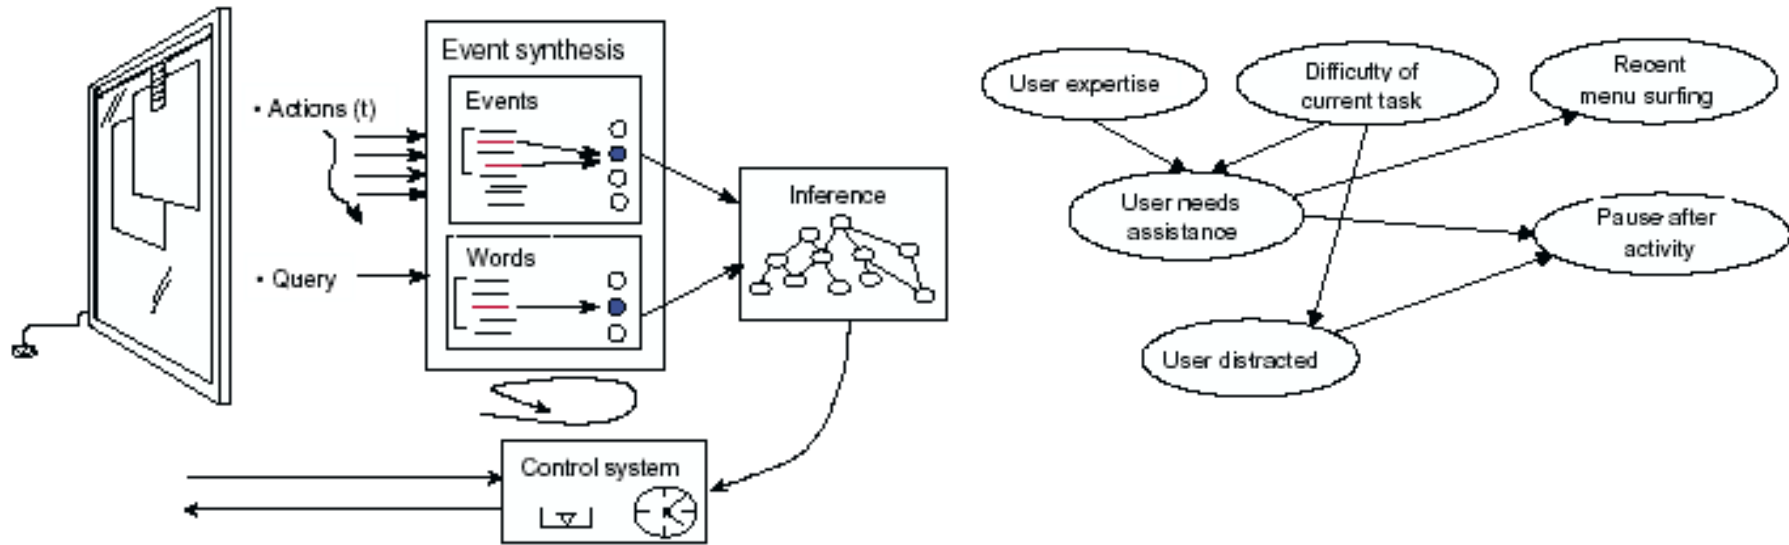 Event synthesis
Events
• Actions (t)
Words
• Query
Inference
Control system
User expertise
Difficulty of
current task
Recent
menu surfing
User needs
assistance
Pause after
activity
User distracted